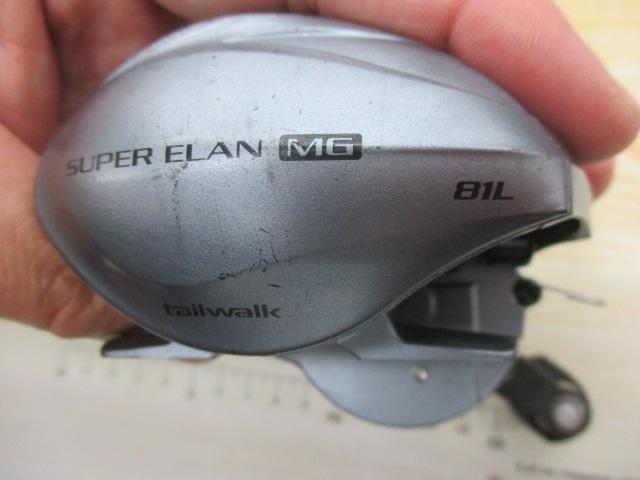 SUPER ELAN MG
81L
tailwalk